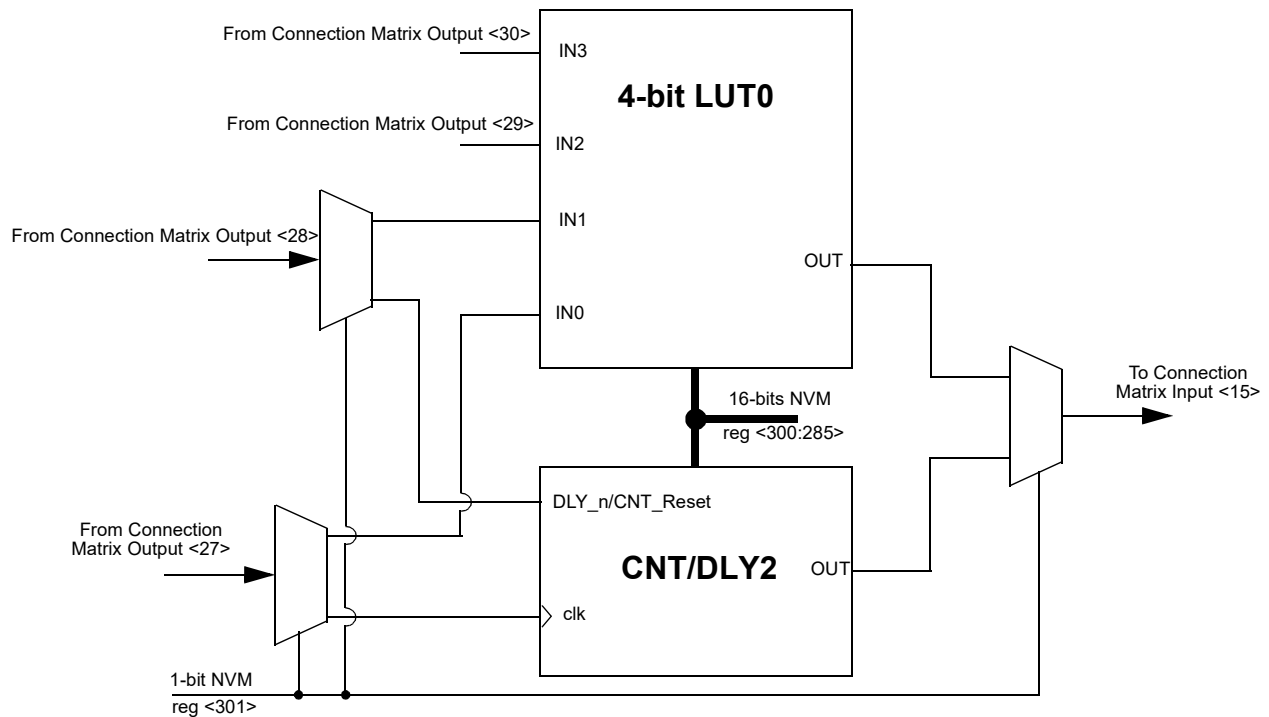 From Connection Matrix Output <30>
IN3
4-bit LUT0
From Connection Matrix Output <29>
IN2
IN1
From Connection Matrix Output <28>
OUT
IN0
To Connection
Matrix Input <15>
16-bits NVM
reg <300:285>
DLY_n/CNT_Reset
From Connection
Matrix Output <27>
CNT/DLY2
OUT
clk
1-bit NVM
reg <301>